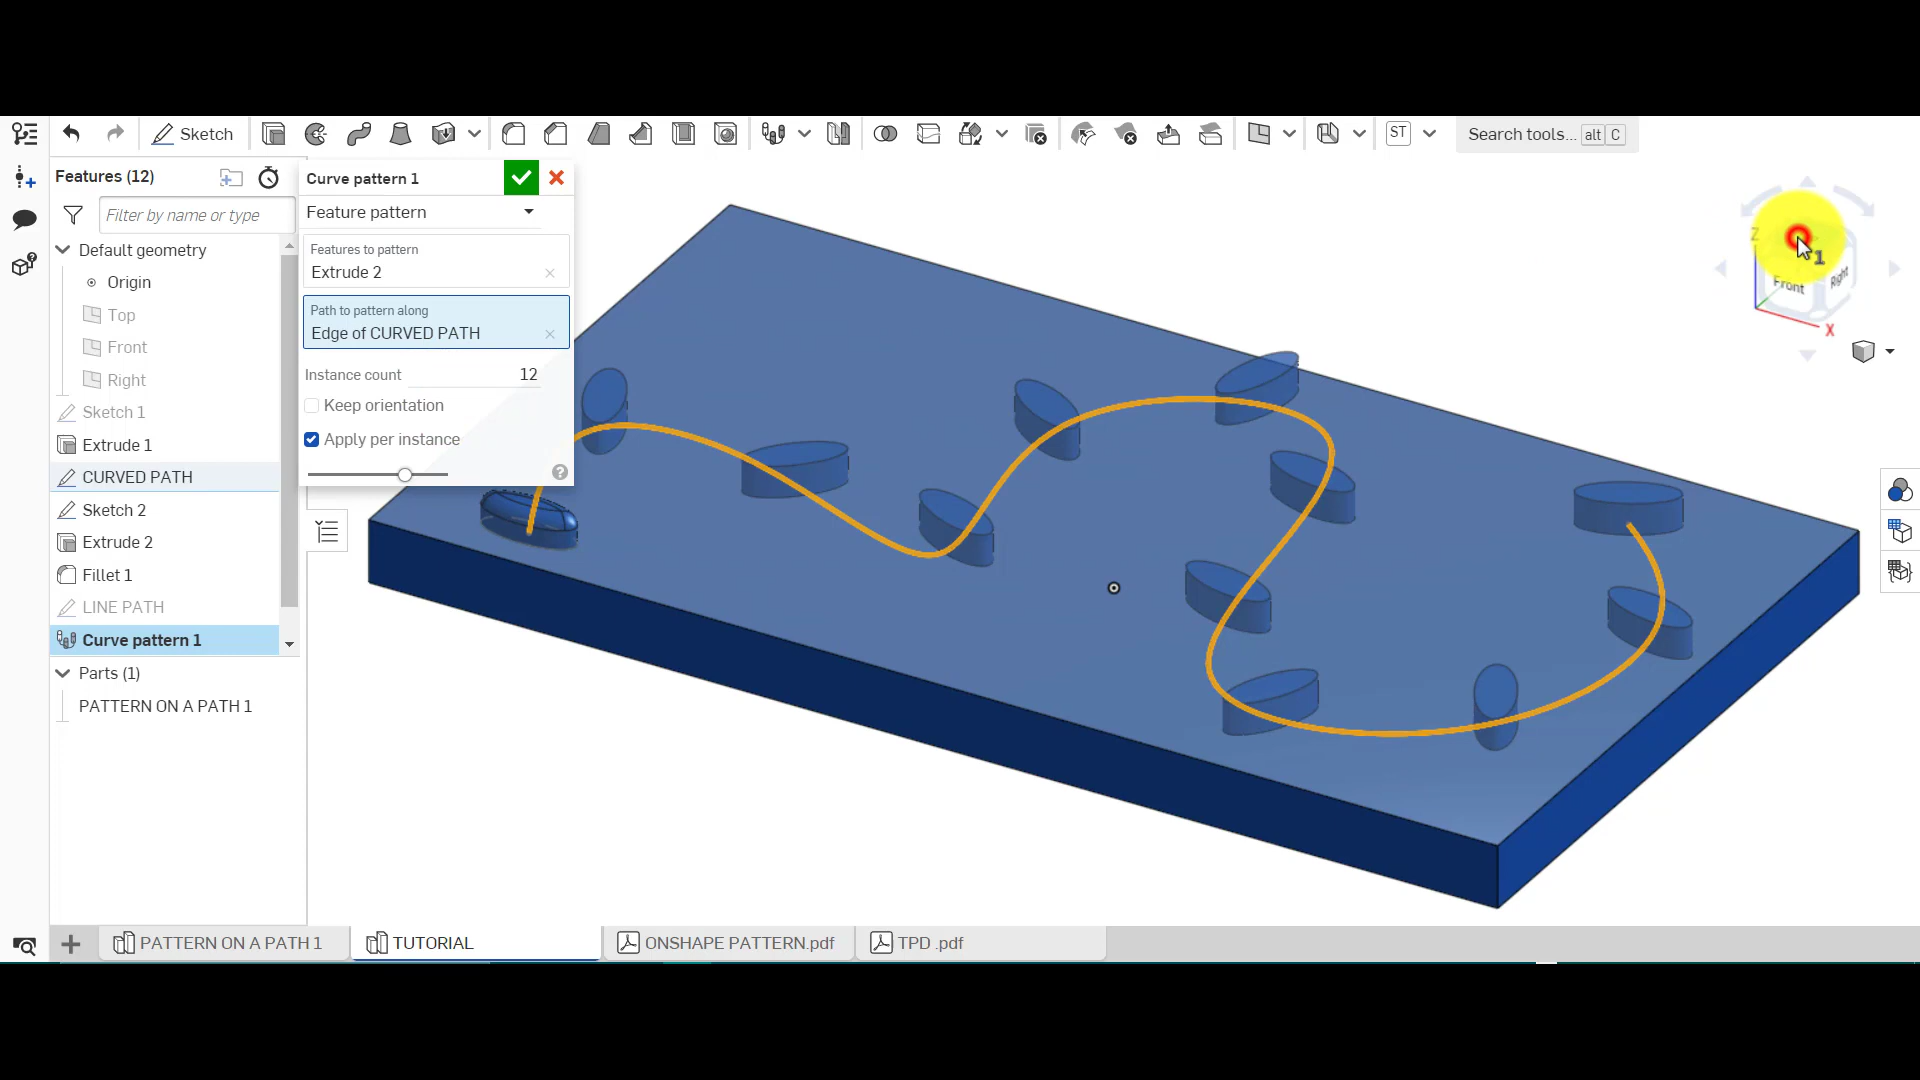 Sketch
ST
Search tools... alt C
Features (12)
Filter by name or type
Default geometry
Origin
Top
Front
Right
Sketch 1
Extrude 1
CURVED PATH
Sketch 2
Extrude 2
Fillet 1
LINE PATH
Curve pattern 1
Parts (1)
PATTERN ON A PATH 1
Curve pattern 1
Feature pattern
Features to pattern
Extrude 2
Path to pattern along
Edge of CURVED PATH
Instance count 12
Keep orientation
Apply per instance
Z
1
Front
Right
X
PATTERN ON A PATH 1
TUTORIAL
ONSHAPE PATTERN.pdf
TPD .pdf